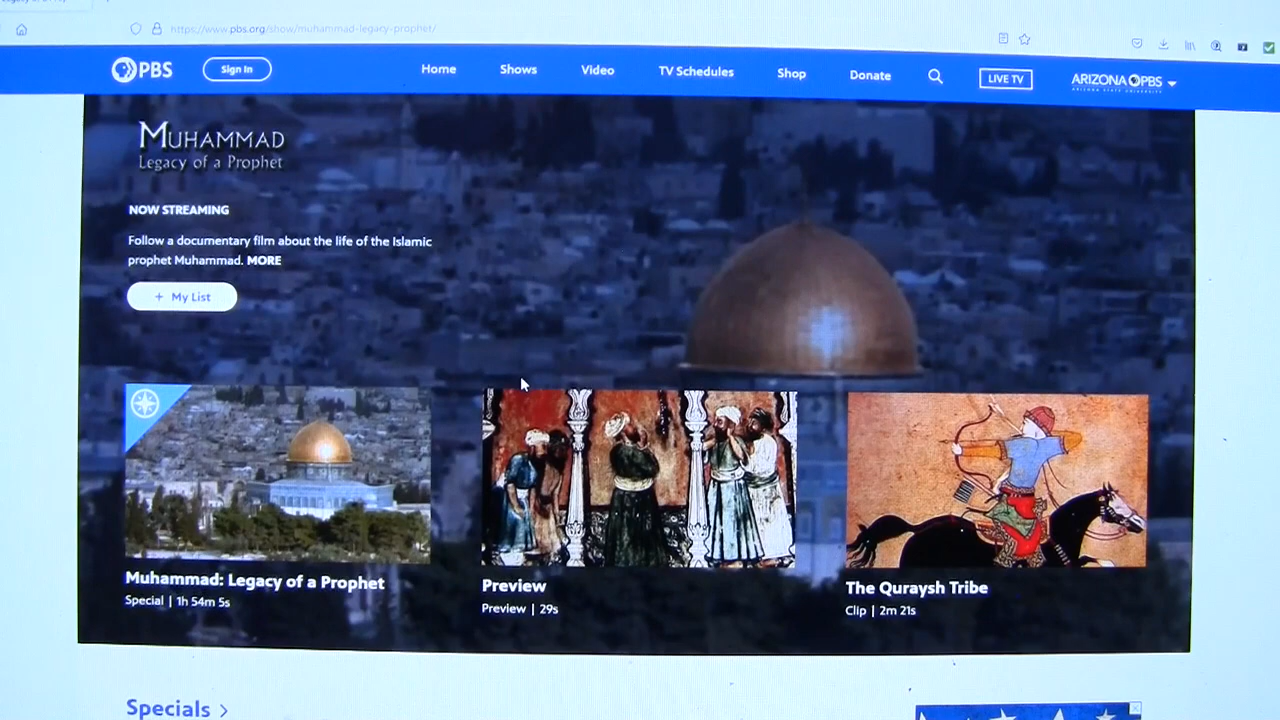 https://www.pbs.org/show/muhammad-legacy-prophet/
PBS
Sign In
Home
Shows
Video
TV Schedules
Shop
Donate
LIVE TV
ARIZONA PBS
ARIZONA STATE UNIVERSITY
MUHAMMAD
Legacy of a Prophet
NOW STREAMING
Follow a documentary film about the life of the Islamic
prophet Muhammad. MORE
+ My List
Muhammad: Legacy of a Prophet
Special | 1h 54m 5s
Preview
Preview | 29s
The Quraysh Tribe
Clip | 2m 21s
Specials >